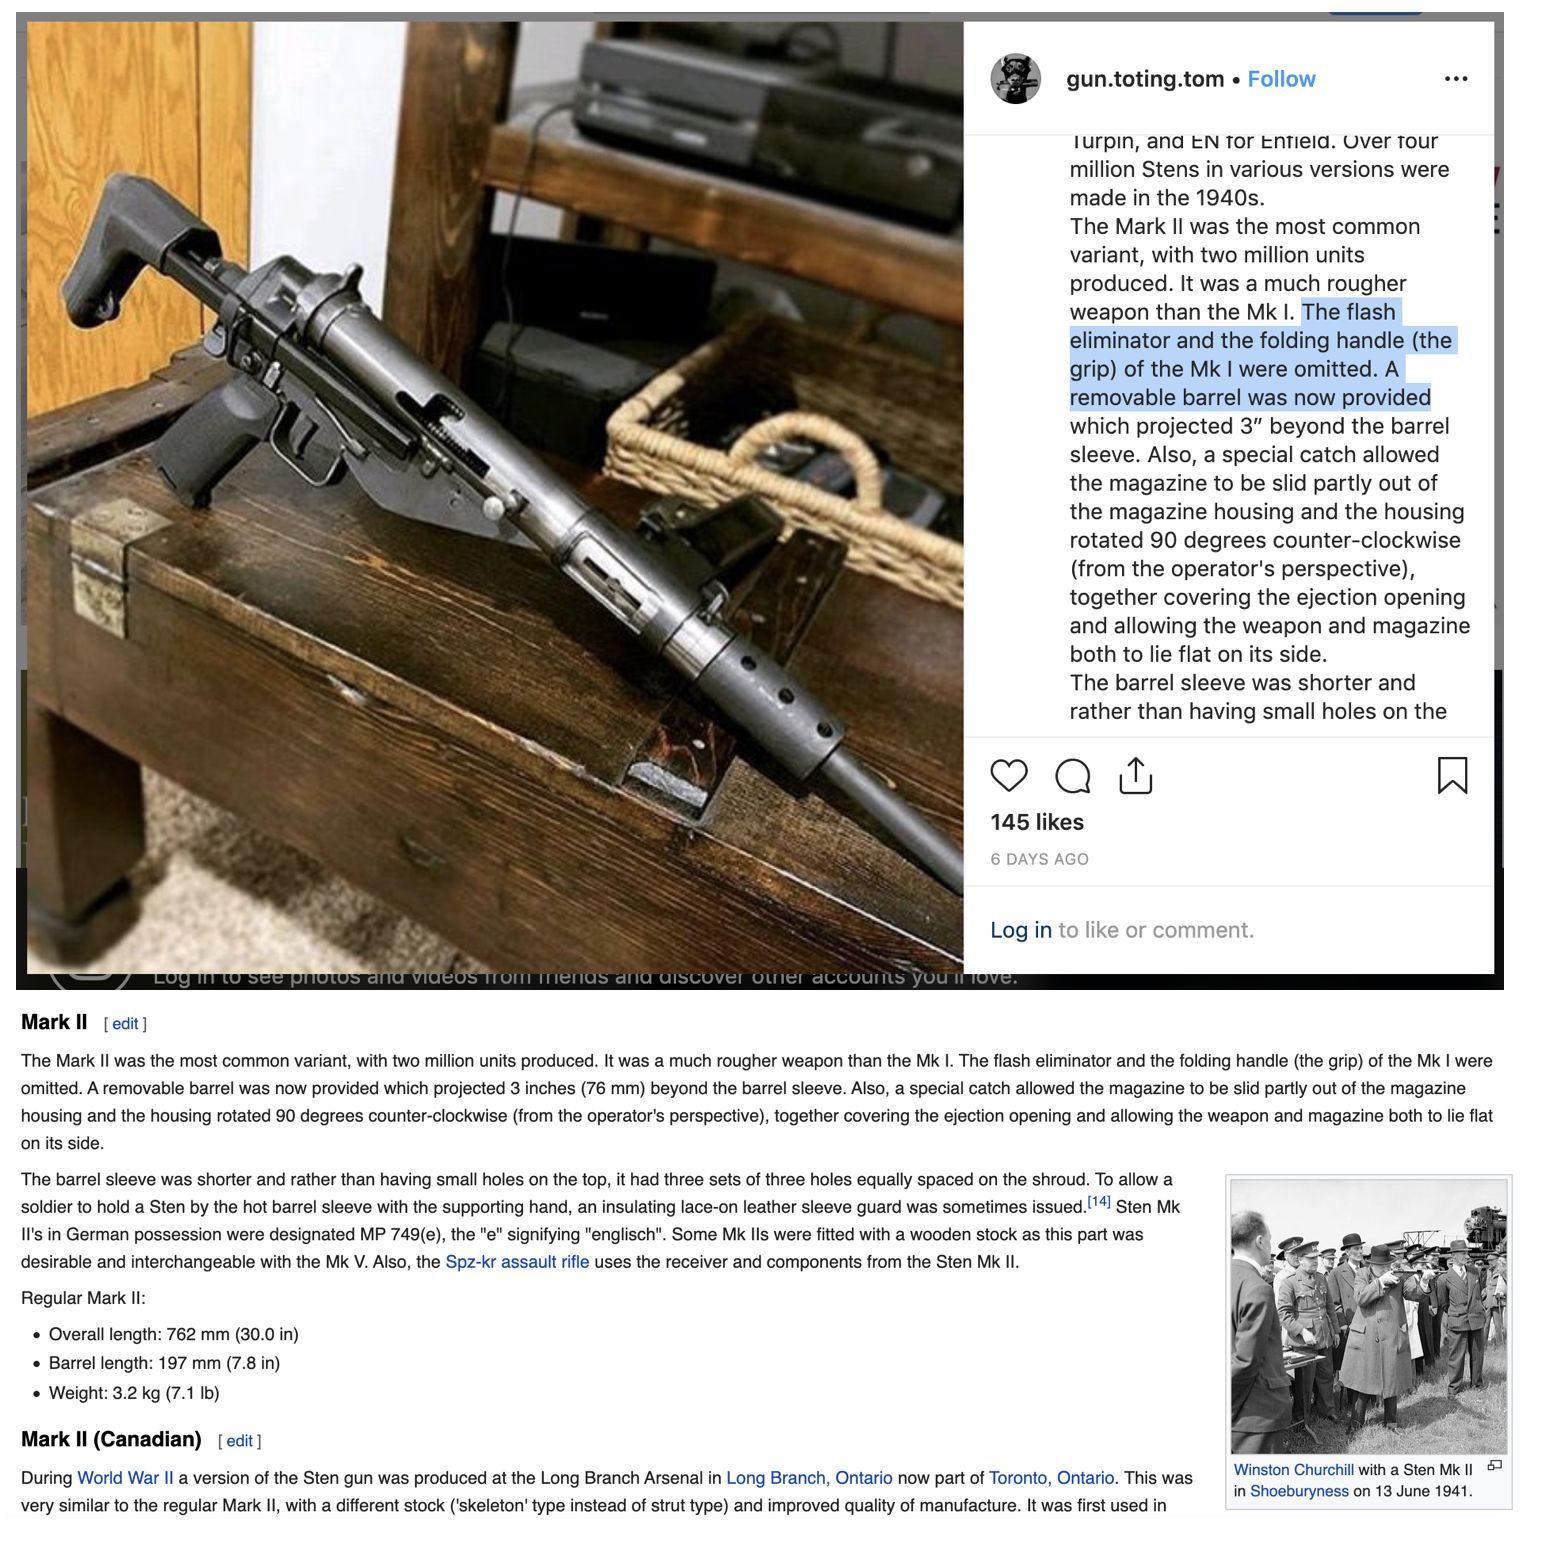 gun.toting.tom • Follow
Turpin, and EN for Enfield. Over four
million Stens in various versions were
made in the 1940s.
The Mark II was the most common
variant, with two million units
produced. It was a much rougher
weapon than the Mk I. The flash
eliminator and the folding handle (the
grip) of the Mk I were omitted. A
removable barrel was now provided
which projected 3” beyond the barrel
sleeve. Also, a special catch allowed
the magazine to be slid partly out of
the magazine housing and the housing
rotated 90 degrees counter-clockwise
(from the operator's perspective),
together covering the ejection opening
and allowing the weapon and magazine
both to lie flat on its side.
The barrel sleeve was shorter and
rather than having small holes on the
145 likes
6 DAYS AGO
Log in to like or comment.
Log in to see photos and videos from friends and discover other accounts you'll love.
Mark II [ edit ]
The Mark II was the most common variant, with two million units produced. It was a much rougher weapon than the Mk I. The flash eliminator and the folding handle (the grip) of the Mk I were
omitted. A removable barrel was now provided which projected 3 inches (76 mm) beyond the barrel sleeve. Also, a special catch allowed the magazine to be slid partly out of the magazine
housing and the housing rotated 90 degrees counter-clockwise (from the operator's perspective), together covering the ejection opening and allowing the weapon and magazine both to lie flat
on its side.
The barrel sleeve was shorter and rather than having small holes on the top, it had three sets of three holes equally spaced on the shroud. To allow a
soldier to hold a Sten by the hot barrel sleeve with the supporting hand, an insulating lace-on leather sleeve guard was sometimes issued.[14] Sten Mk
II's in German possession were designated MP 749(e), the "e" signifying "englisch". Some Mk IIs were fitted with a wooden stock as this part was
desirable and interchangeable with the Mk V. Also, the Spz-kr assault rifle uses the receiver and components from the Sten Mk II.
Regular Mark II:
• Overall length: 762 mm (30.0 in)
• Barrel length: 197 mm (7.8 in)
• Weight: 3.2 kg (7.1 lb)
Mark II (Canadian) [ edit ]
During World War II a version of the Sten gun was produced at the Long Branch Arsenal in Long Branch, Ontario now part of Toronto, Ontario. This was
very similar to the regular Mark II, with a different stock ('skeleton' type instead of strut type) and improved quality of manufacture. It was first used in
Winston Churchill with a Sten Mk II
in Shoeburyness on 13 June 1941.